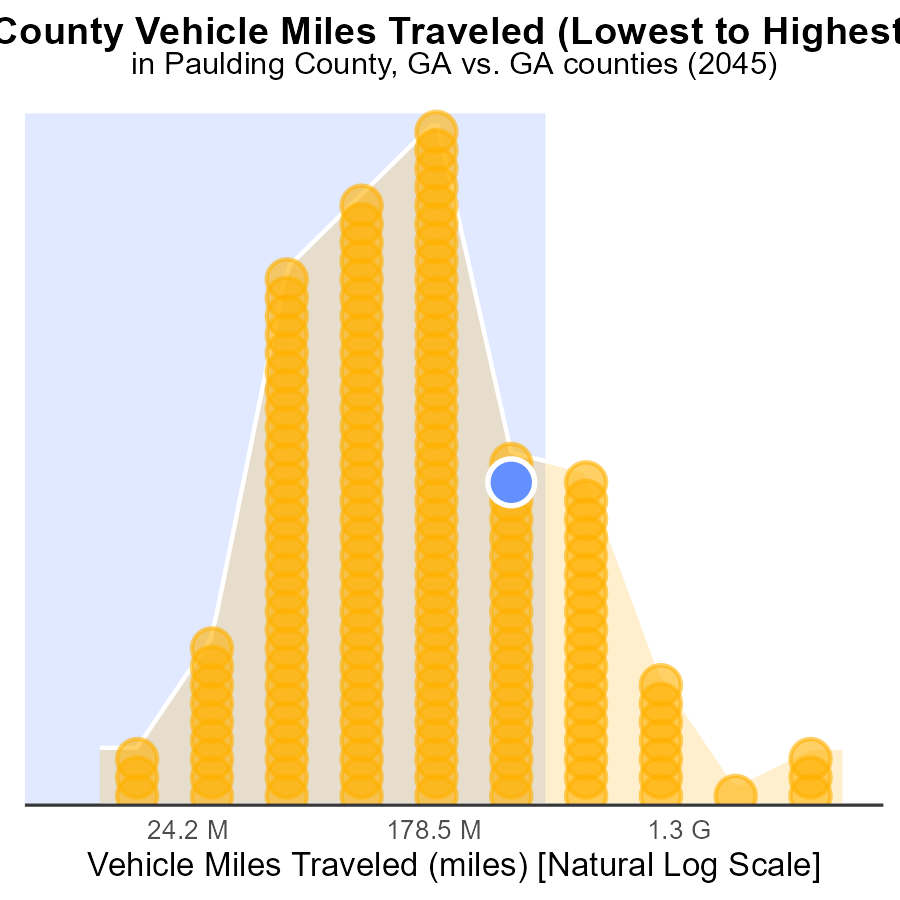 County Vehicle Miles Traveled (Lowest to Highest
in Paulding County, GA vs. GA counties (2045)
24.2 M 178.5 M 1.3 G
Vehicle Miles Traveled (miles) [Natural Log Scale]